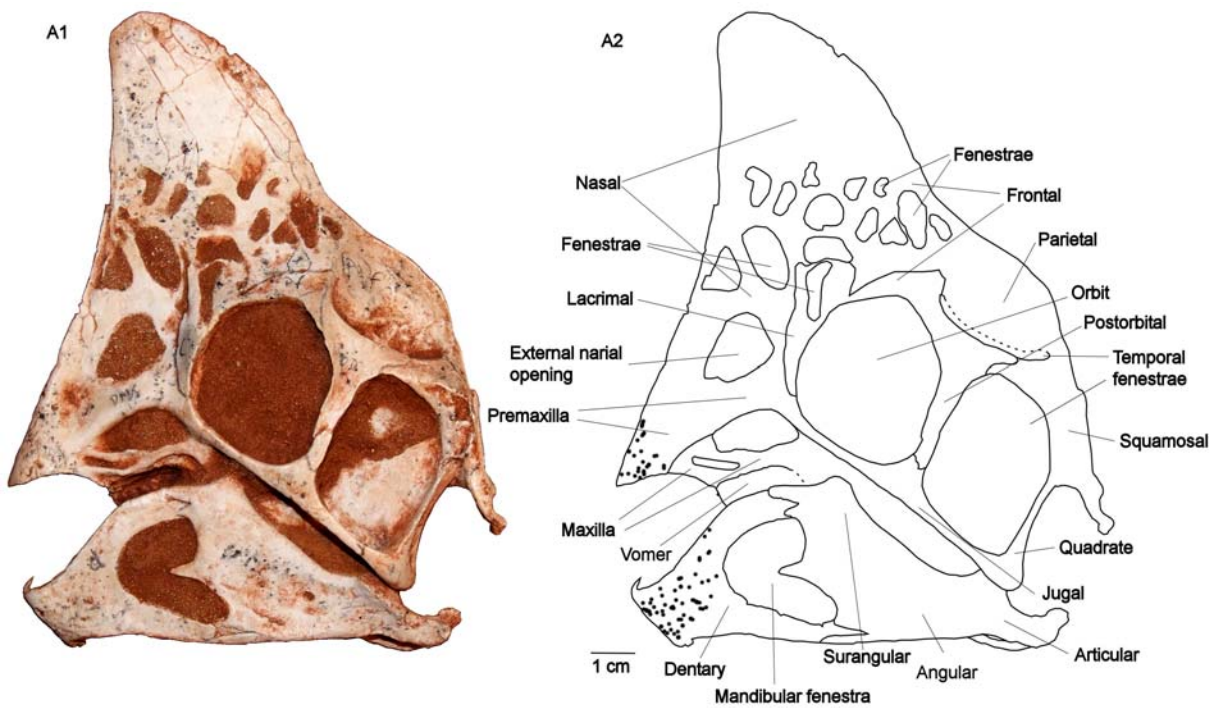 A1
A2
Fenestrae
Nasal
Frontal
Fenestrae
Parietal
Lacrimal
Orbit
Postorbital
External narial
opening
Temporal
fenestrae
Premaxilla
Squamosal
Maxilla
Vomer
Quadrate
Jugal
1 cm
Dentary
Surangular
Angular
Articular
Mandibular fenestra